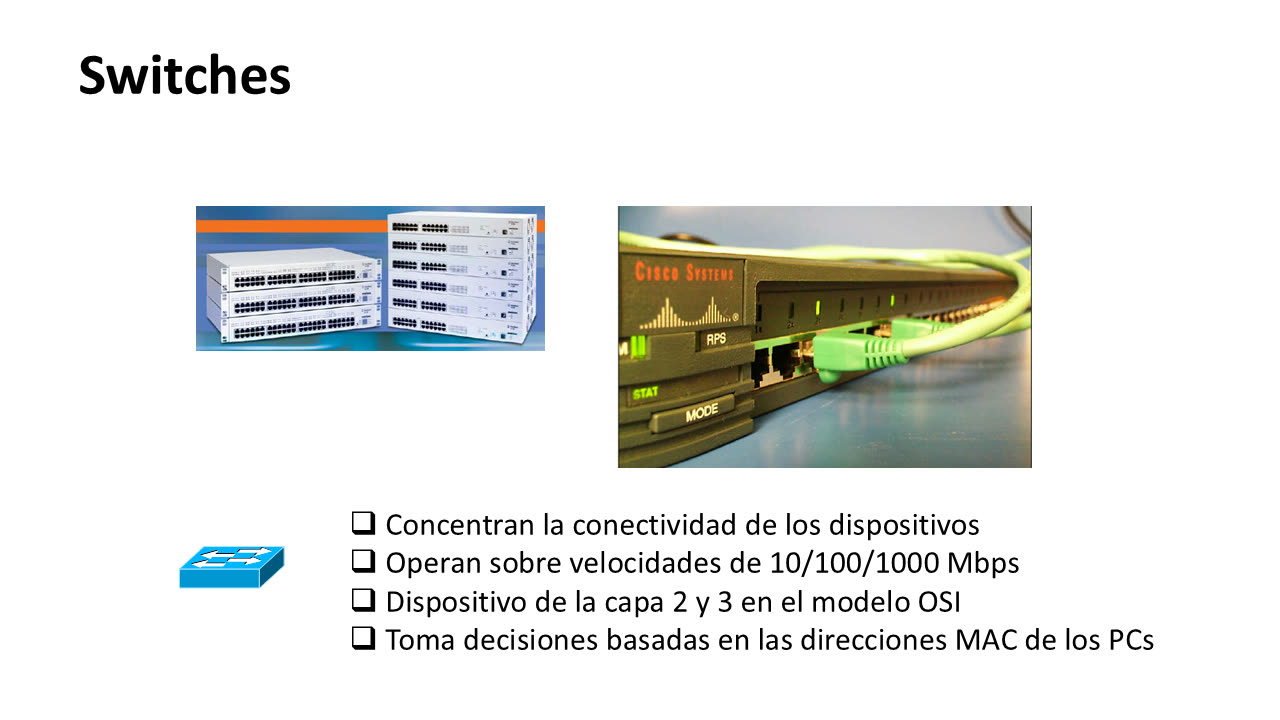 Switches
CISCO SYSTEMS
RPS
STAT
MODE
Concentran la conectividad de los dispositivos
Operan sobre velocidades de 10/100/1000 Mbps
Dispositivo de la capa 2 y 3 en el modelo OSI
Toma decisiones basadas en las direcciones MAC de los PCs